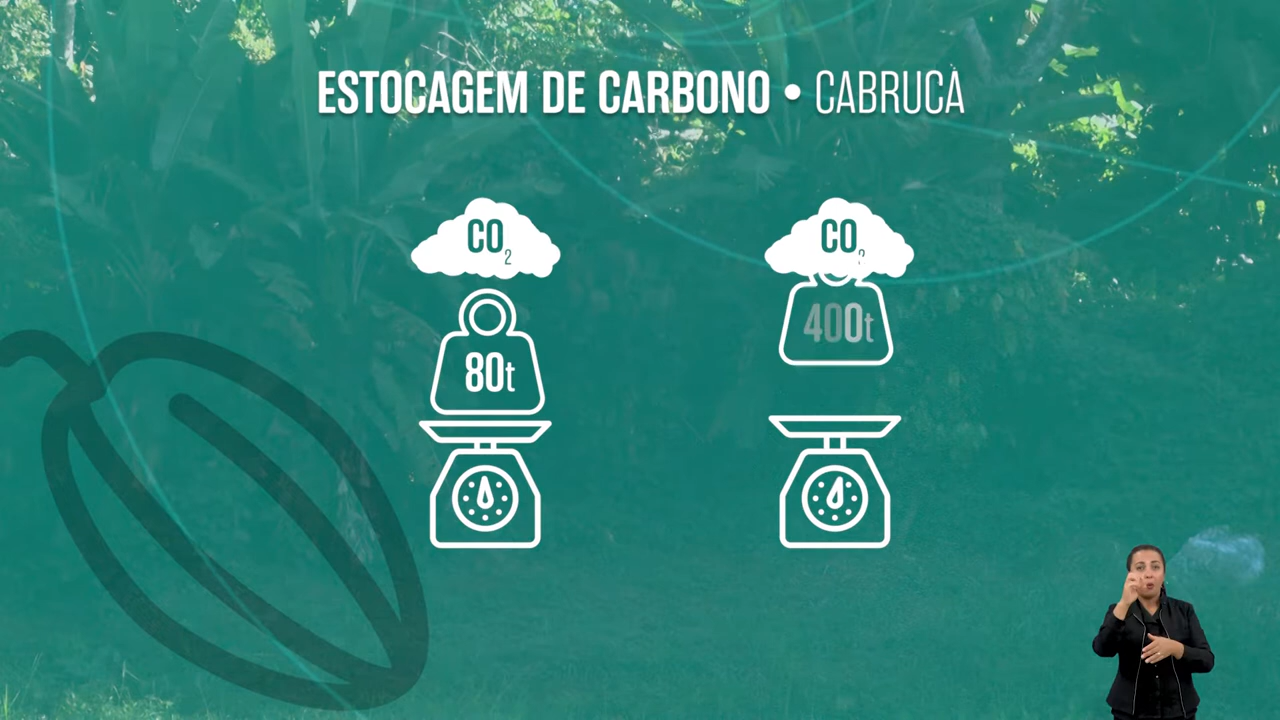 ESTOCAGEM DE CARBONO • CABRUCA
CO₂
CO₂
80t
400t